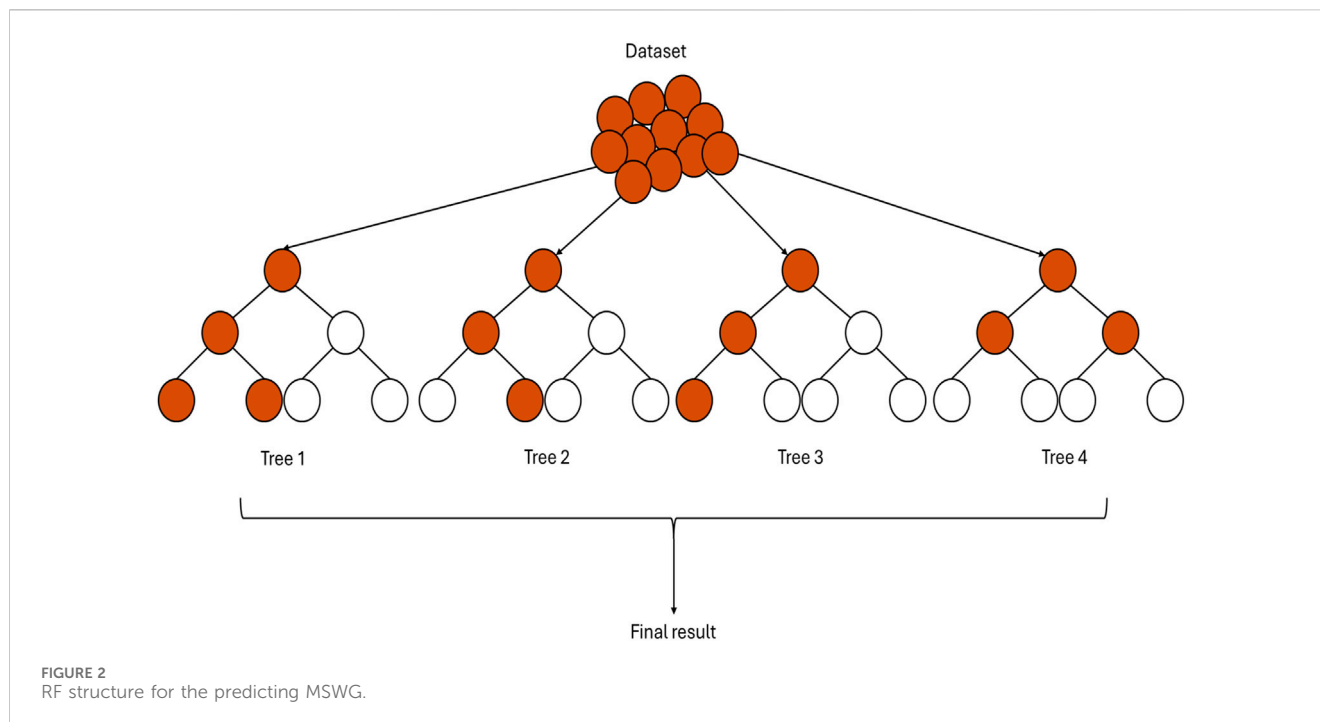 Dataset
Tree 1
Tree 2
Tree 3
Tree 4
Final result
FIGURE 2
RF structure for the predicting MSWG.